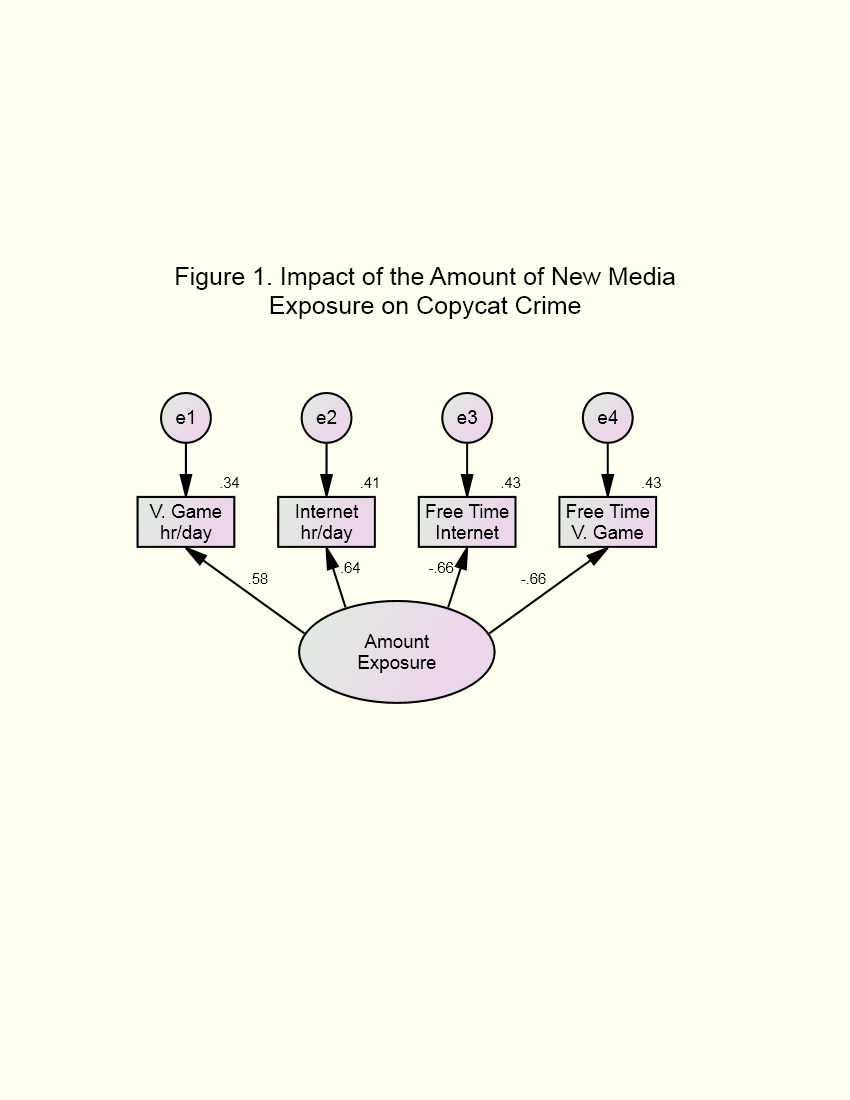 Figure 1. Impact of the Amount of New Media
Exposure on Copycat Crime
e1
e2
e3
e4
.34
.41
.43
.43
V. Game
hr/day
Internet
hr/day
Free Time
Internet
Free Time
V. Game
.58
.64
-.66
-.66
Amount
Exposure